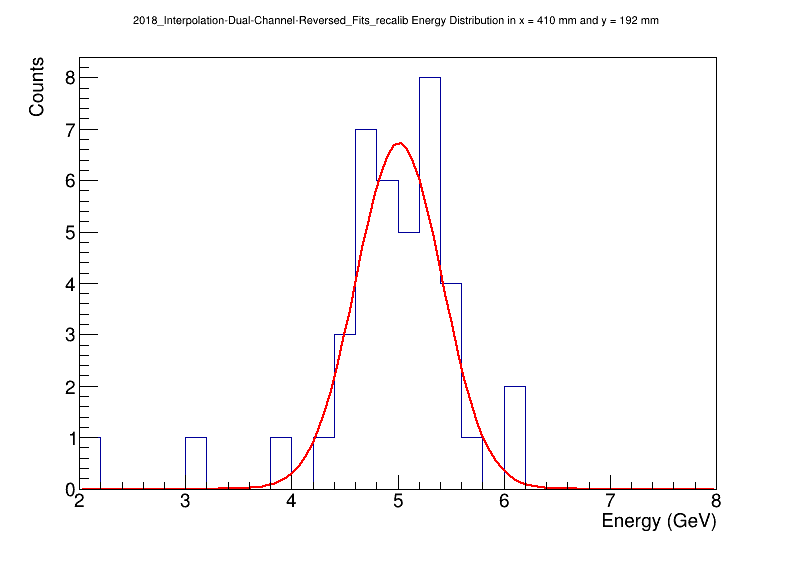 2018_Interpolation-Dual-Channel-Reversed_Fits_recalib Energy Distribution in x = 410 mm and y = 192 mm
Counts
8
7
6
5
4
3
2
1
0
2 3 4 5 6 7 8
Energy (GeV)